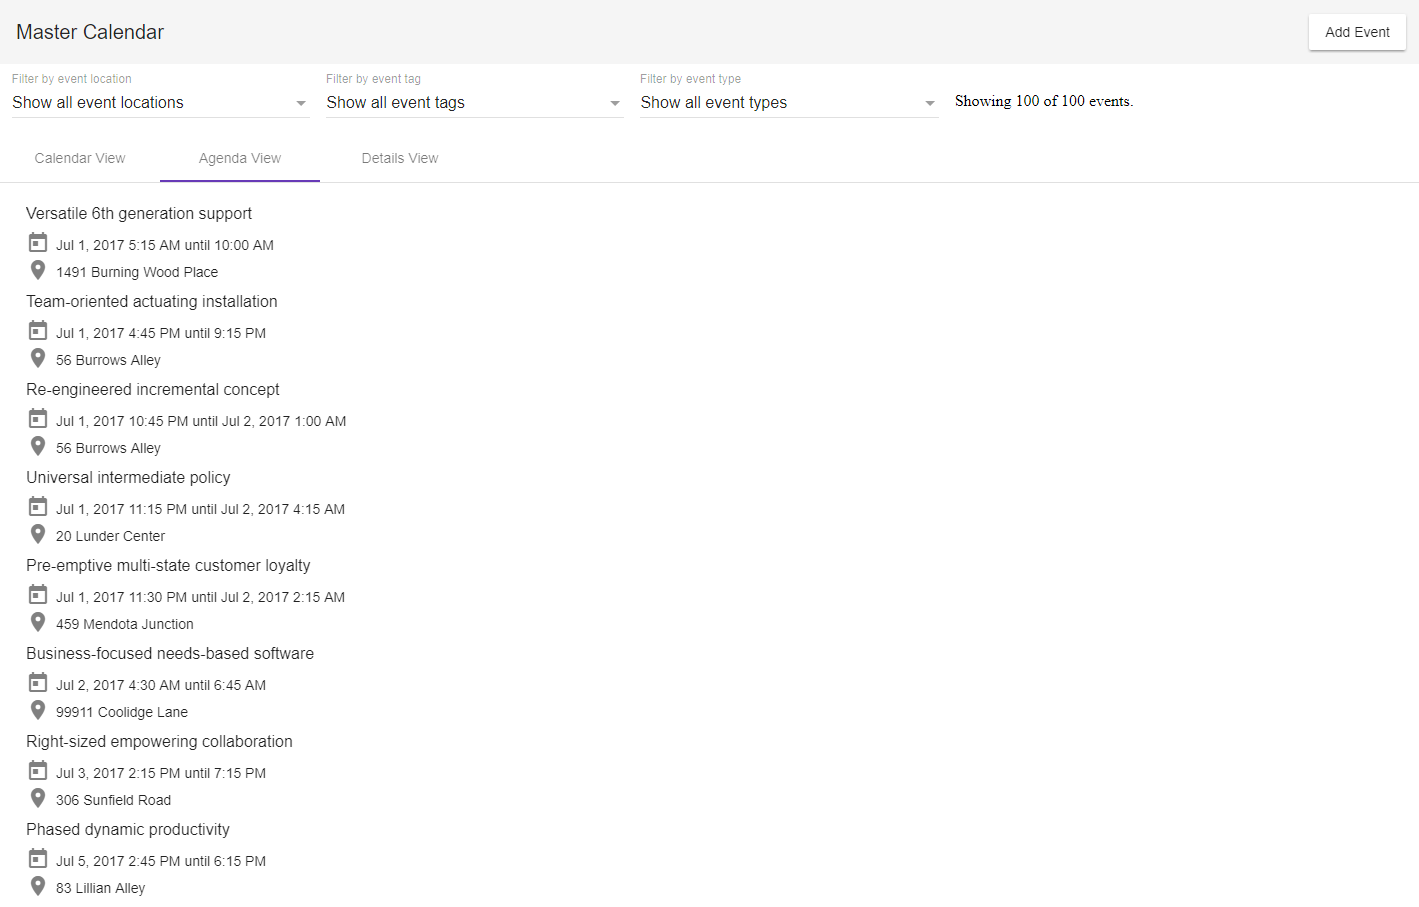 Master Calendar
Add Event
Filter by event location
Filter by event tag
Filter by event type
Show all event locations
Show all event tags
Show all event types
Showing 100 of 100 events.
Calendar View
Agenda View
Details View
Versatile 6th generation support
Jul 1, 2017 5:15 AM until 10:00 AM
1491 Burning Wood Place
Team-oriented actuating installation
Jul 1, 2017 4:45 PM until 9:15 PM
56 Burrows Alley
Re-engineered incremental concept
Jul 1, 2017 10:45 PM until Jul 2, 2017 1:00 AM
56 Burrows Alley
Universal intermediate policy
Jul 1, 2017 11:15 PM until Jul 2, 2017 4:15 AM
20 Lunder Center
Pre-emptive multi-state customer loyalty
Jul 1, 2017 11:30 PM until Jul 2, 2017 2:15 AM
459 Mendota Junction
Business-focused needs-based software
Jul 2, 2017 4:30 AM until 6:45 AM
99911 Coolidge Lane
Right-sized empowering collaboration
Jul 3, 2017 2:15 PM until 7:15 PM
306 Sunfield Road
Phased dynamic productivity
Jul 5, 2017 2:45 PM until 6:15 PM
83 Lillian Alley